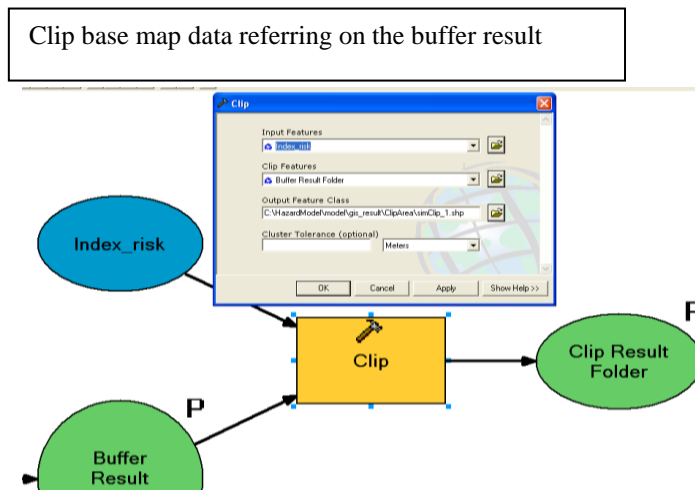 Clip base map data referring on the buffer result
Clip
Input Features
Index_risk
Clip Features
Buffer Result Folder
Output Feature Class
C:\HazardModel\model\gis_result\ClipArea\simClip_1.shp
Cluster Tolerance (optional)
Meters
OK
Cancel
Apply
Show Help >>
Index_risk
Clip
P
Clip Result
Folder
P
Buffer
Result